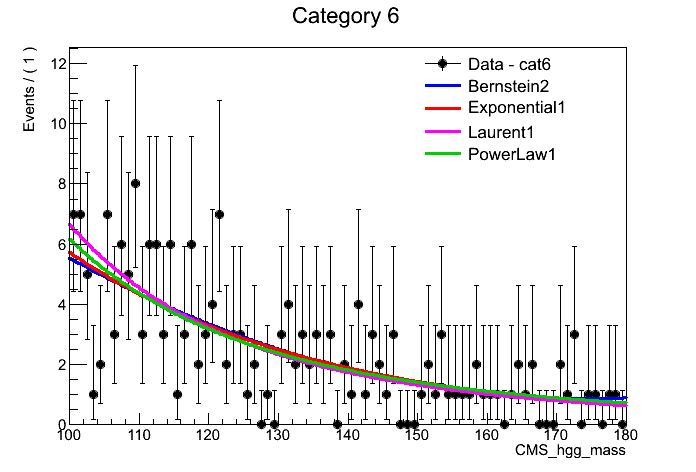 Category 6
Events / ( 1 )
12
10
8
6
4
2
0
Data - cat6
Bernstein2
Exponential1
Laurent1
PowerLaw1
100 110 120 130 140 150 160 170 180
CMS_hgg_mass